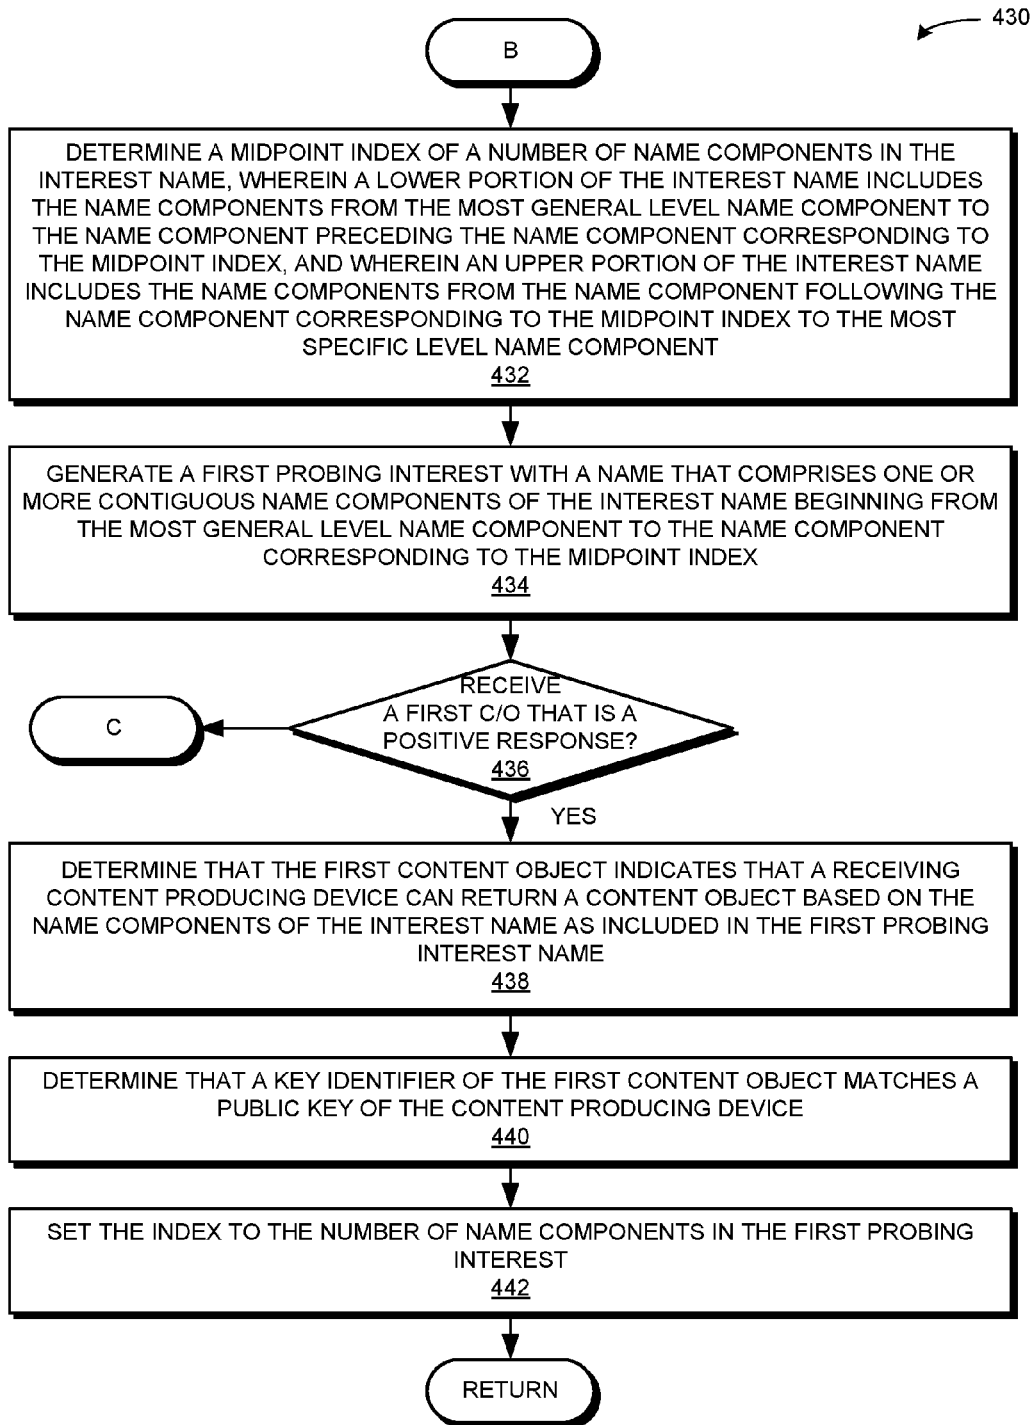 430
B
DETERMINE A MIDPOINT INDEX OF A NUMBER OF NAME COMPONENTS IN THE
INTEREST NAME, WHEREIN A LOWER PORTION OF THE INTEREST NAME INCLUDES
THE NAME COMPONENTS FROM THE MOST GENERAL LEVEL NAME COMPONENT TO
THE NAME COMPONENT PRECEDING THE NAME COMPONENT CORRESPONDING TO
THE MIDPOINT INDEX, AND WHEREIN AN UPPER PORTION OF THE INTEREST NAME
INCLUDES THE NAME COMPONENTS FROM THE NAME COMPONENT FOLLOWING THE
NAME COMPONENT CORRESPONDING TO THE MIDPOINT INDEX TO THE MOST
SPECIFIC LEVEL NAME COMPONENT
432
GENERATE A FIRST PROBING INTEREST WITH A NAME THAT COMPRISES ONE OR
MORE CONTIGUOUS NAME COMPONENTS OF THE INTEREST NAME BEGINNING FROM
THE MOST GENERAL LEVEL NAME COMPONENT TO THE NAME COMPONENT
CORRESPONDING TO THE MIDPOINT INDEX
434
RECEIVE
A FIRST C/O THAT IS A
POSITIVE RESPONSE?
436
C
YES
DETERMINE THAT THE FIRST CONTENT OBJECT INDICATES THAT A RECEIVING
CONTENT PRODUCING DEVICE CAN RETURN A CONTENT OBJECT BASED ON THE
NAME COMPONENTS OF THE INTEREST NAME AS INCLUDED IN THE FIRST PROBING
INTEREST NAME
438
DETERMINE THAT A KEY IDENTIFIER OF THE FIRST CONTENT OBJECT MATCHES A
PUBLIC KEY OF THE CONTENT PRODUCING DEVICE
440
SET THE INDEX TO THE NUMBER OF NAME COMPONENTS IN THE FIRST PROBING
INTEREST
442
RETURN